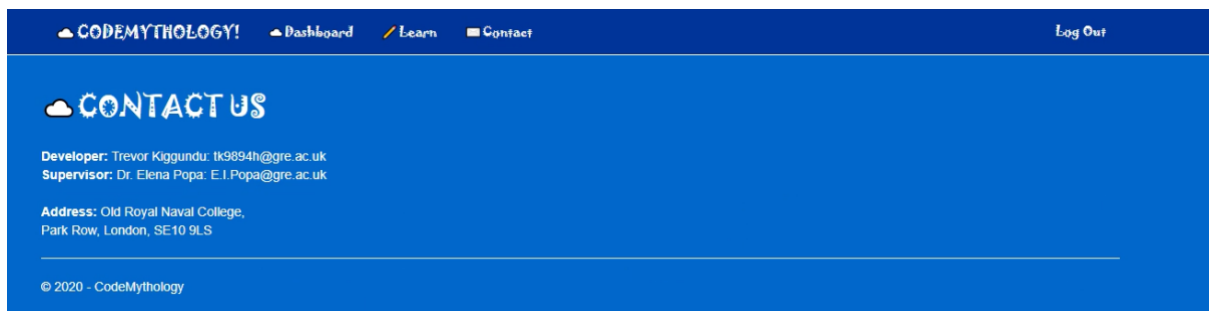 CODEMYTHOLOGY! Dashboard Learn Contact Log Out
CONTACT US
Developer: Trevor Kiggundu: tk9894h@gre.ac.uk
Supervisor: Dr. Elena Popa: E.I.Popa@gre.ac.uk
Address: Old Royal Naval College,
Park Row, London, SE10 9LS
© 2020 - CodeMythology